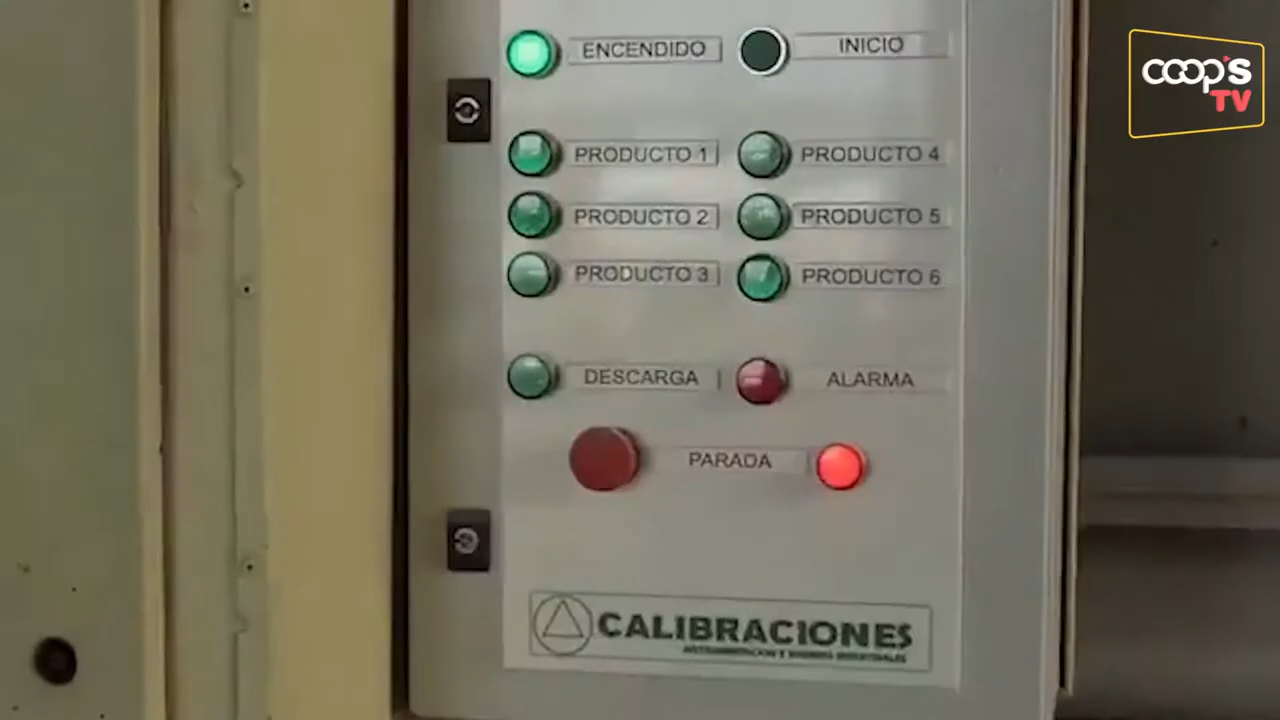 COOP'S
TV
ENCENDIDO
INICIO
PRODUCTO 1
PRODUCTO 4
PRODUCTO 2
PRODUCTO 5
PRODUCTO 3
PRODUCTO 6
DESCARGA
ALARMA
PARADA
CALIBRACIONES